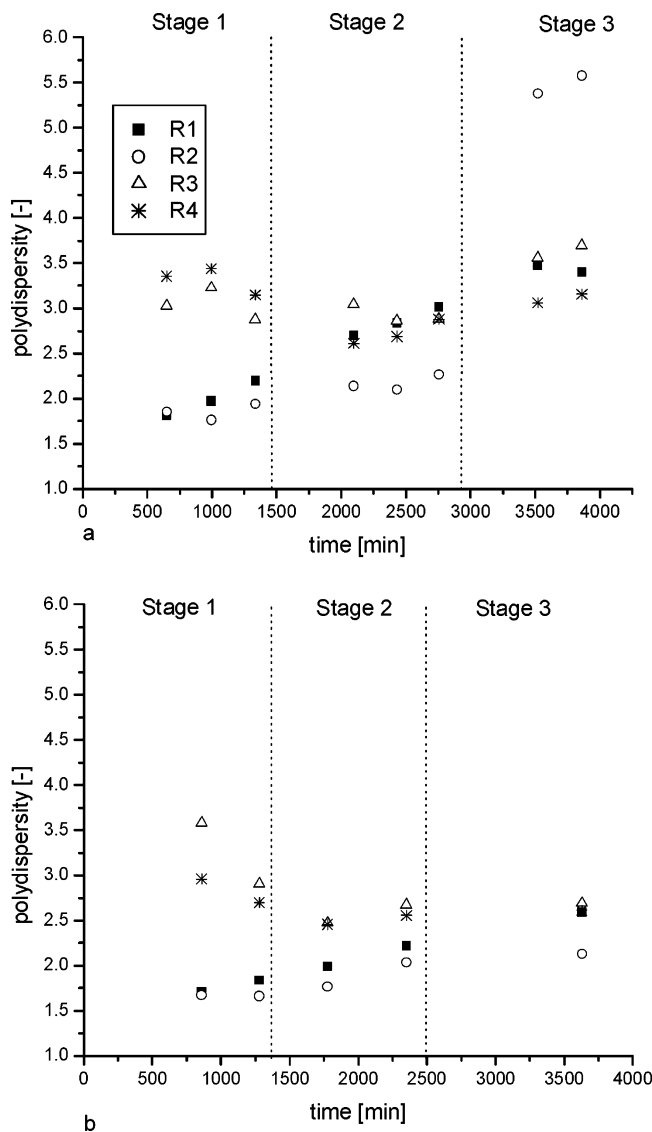 Stage 1 Stage 2 Stage 3
6.0
5.5
5.0
4.5
4.0
3.5
3.0
2.5
2.0
1.5
1.0
polydispersity [-]
R1
R2
R3
R4
0 500 1000 1500 2000 2500 3000 3500 4000
time [min]
a
Stage 1 Stage 2 Stage 3
6.0
5.5
5.0
4.5
4.0
3.5
3.0
2.5
2.0
1.5
1.0
polydispersity [-]
0 500 1000 1500 2000 2500 3000 3500 4000
time [min]
b